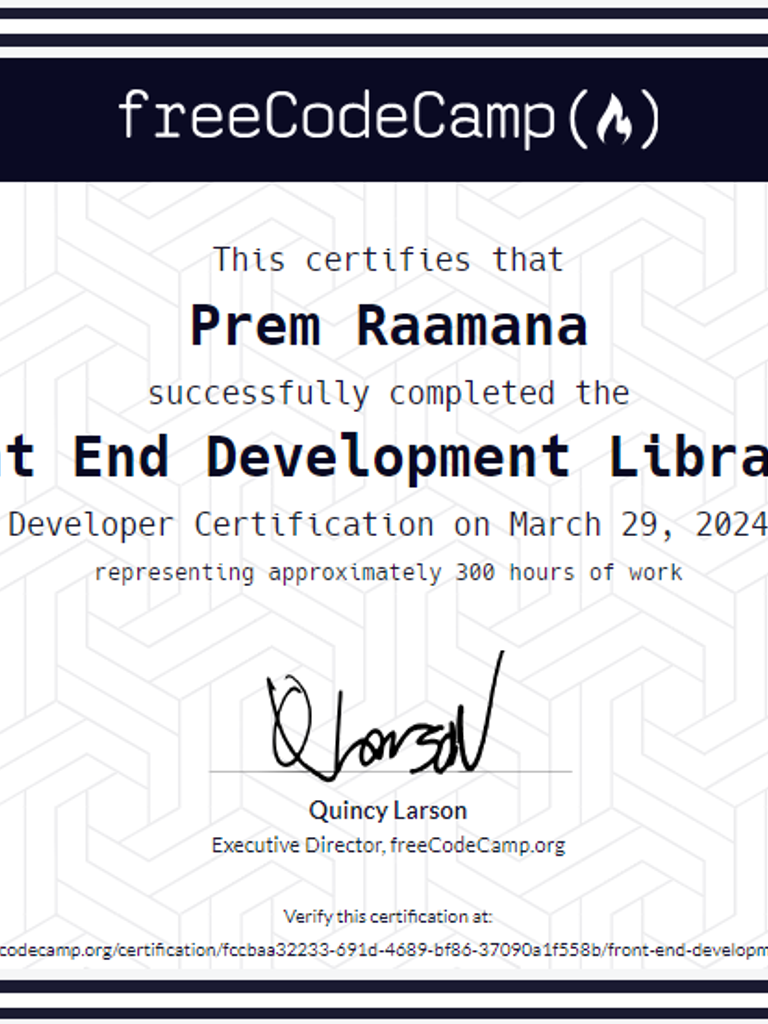 freeCodeCamp(🔥)
This certifies that
Prem Raamana
successfully completed the
nt End Development Libra
Developer Certification on March 29, 2024
representing approximately 300 hours of work
QLarson
Quincy Larson
Executive Director, freeCodeCamp.org
Verify this certification at:
codecamp.org/certification/fccbaa32233-691d-4689-bf86-37090a1f558b/front-end-developm